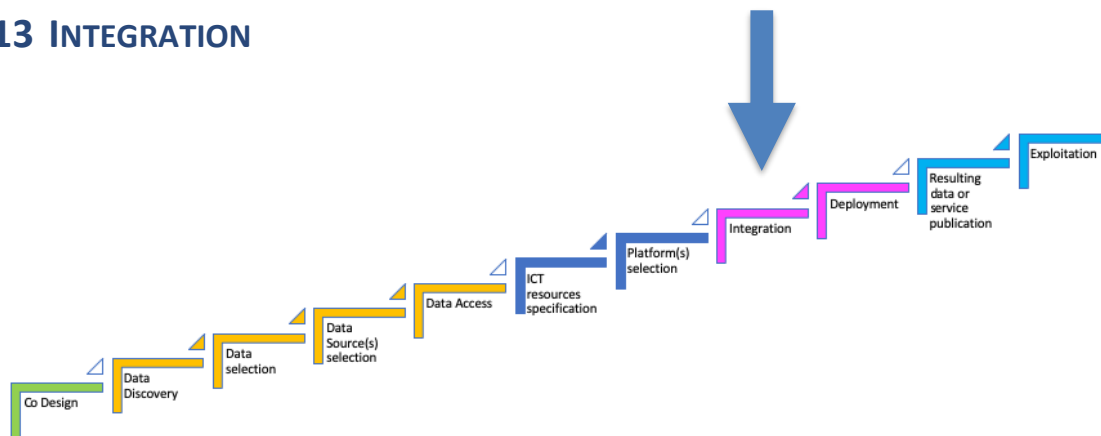 13 INTEGRATION
Co Design
Data
Discovery
Data
selection
Data
Source(s)
selection
Data Access
ICT
resources
specification
Platform(s)
selection
Integration
Deployment
Resulting
data or
service
publication
Exploitation